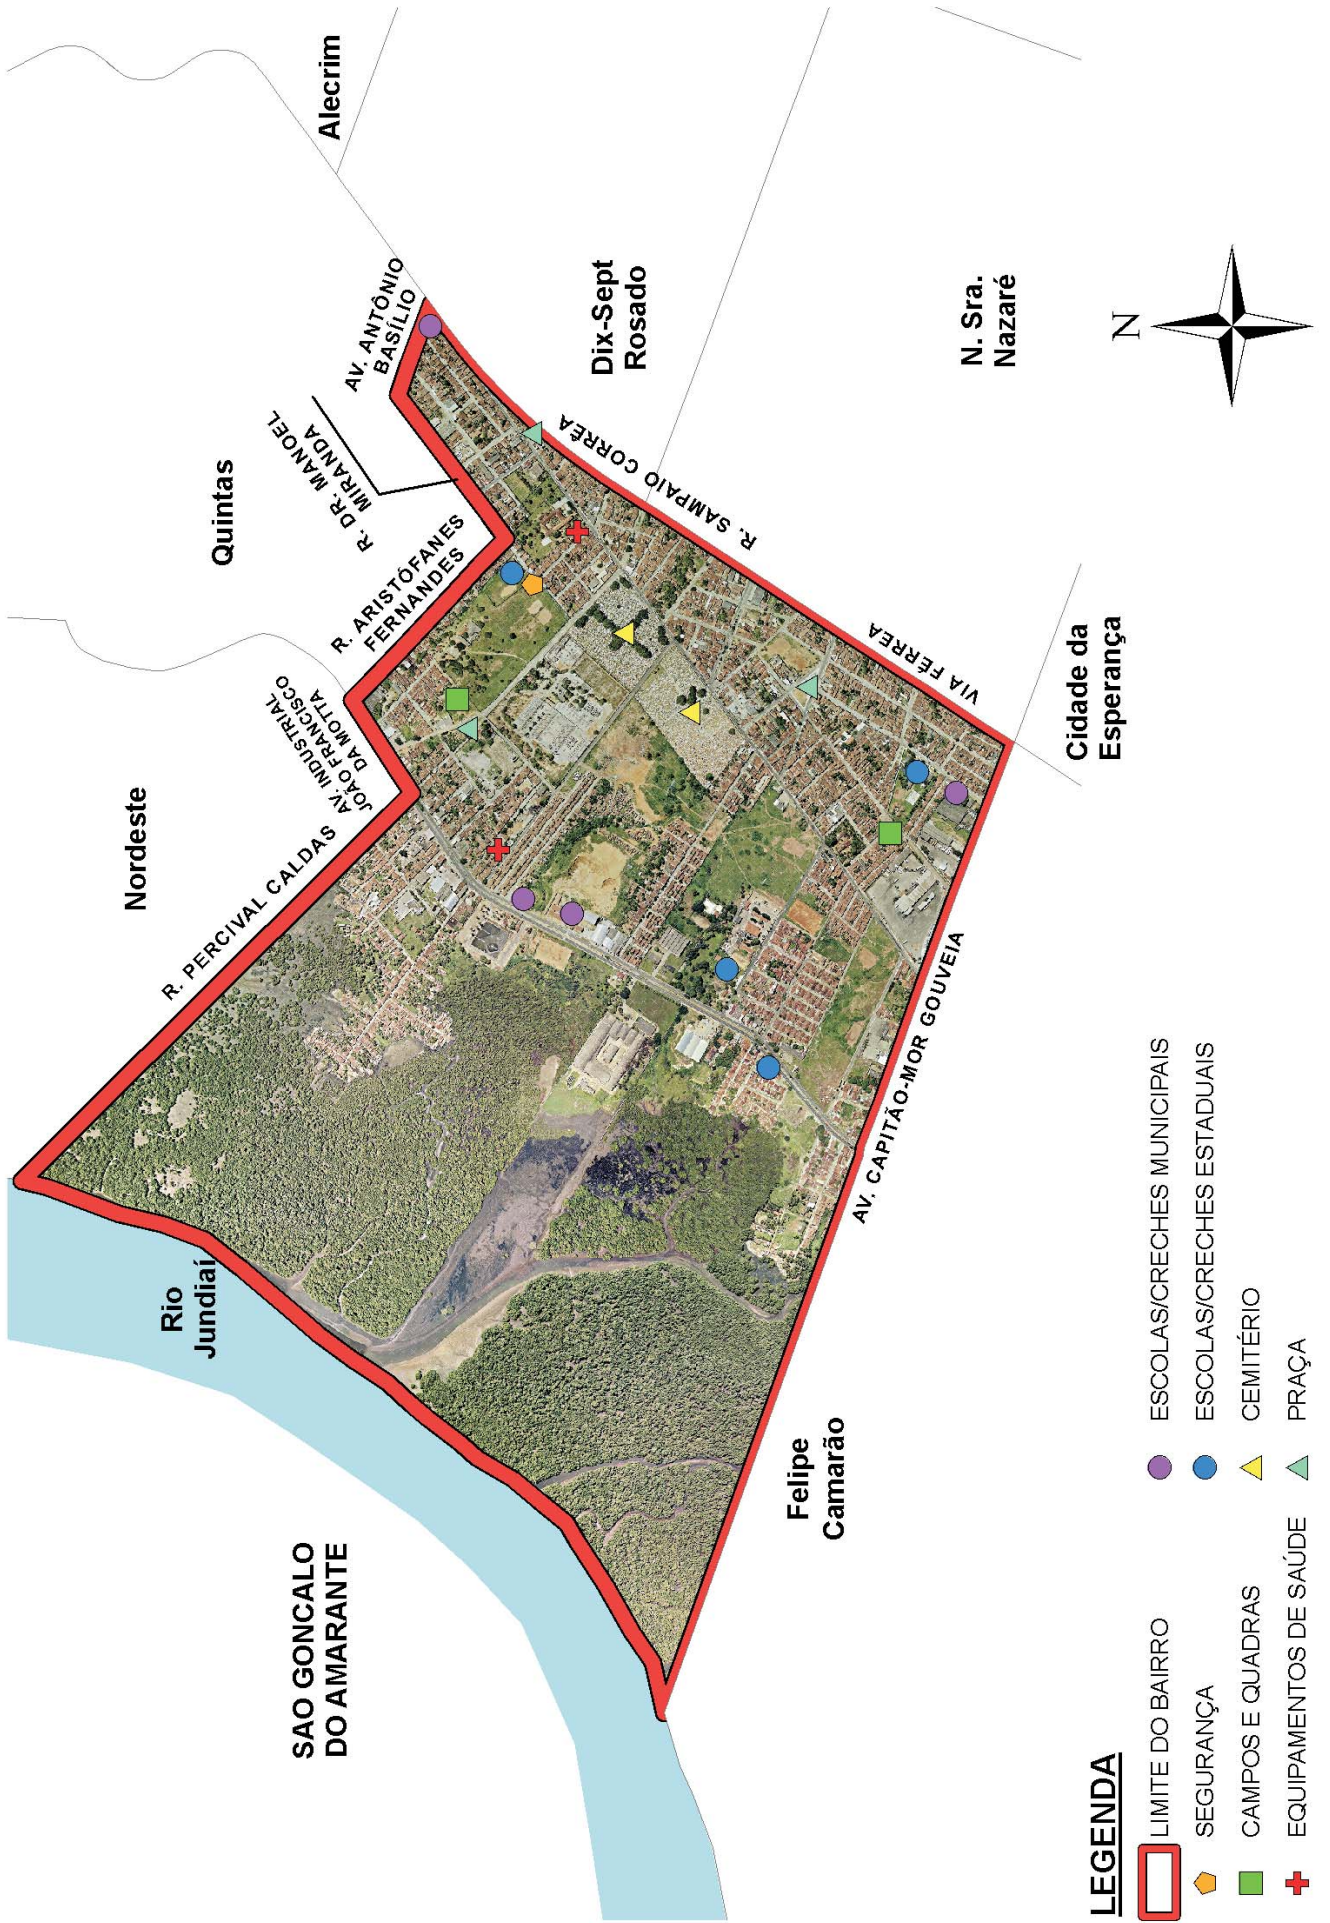 Alecrim
AV. ANTÔNIO
BASÍLIO
Dix-Sept
Rosado
N. Sra.
Nazaré
N
Quintas
R. DR. MANOEL
MIRANDA
R. ARISTÓFANES
FERNANDES
R. SAMPAIO CORRÊA
VIA FÉRREA
Cidade da
Esperança
Nordeste
AV. INDUSTRIAL
JOÃO FRANCISCO
DA MOTTA
R. PERCIVAL CALDAS
AV. CAPITÃO-MOR GOUVEIA
Rio
Jundiaí
Felipe
Camarão
SAO GONCALO
DO AMARANTE
LEGENDA
LIMITE DO BAIRRO
SEGURANÇA
CAMPOS E QUADRAS
EQUIPAMENTOS DE SAÚDE
ESCOLAS/CRECHES MUNICIPAIS
ESCOLAS/CRECHES ESTADUAIS
CEMITÉRIO
PRAÇA